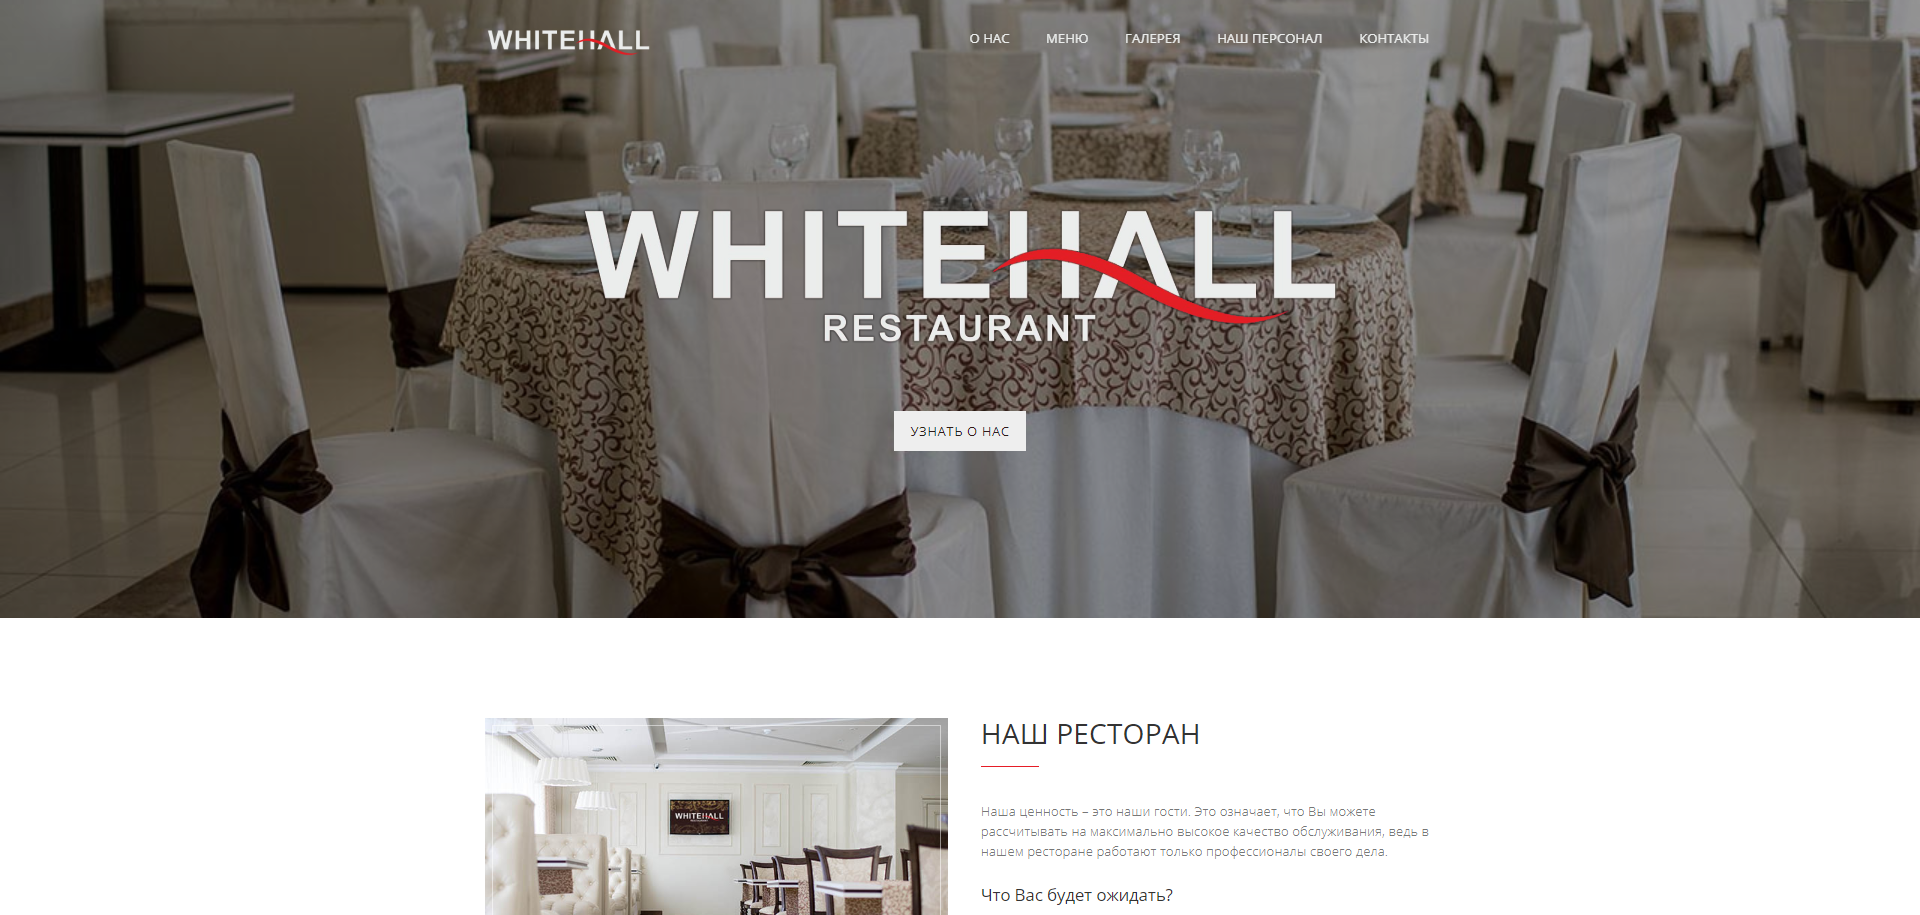 WHITEHALL
О НАС МЕНЮ ГАЛЕРЕЯ НАШ ПЕРСОНАЛ КОНТАКТЫ
WHITEHALL
RESTAURANT
УЗНАТЬ О НАС
НАШ РЕСТОРАН
WHITEHALL
Наша ценность – это наши гости. Это означает, что Вы можете
рассчитывать на максимально высокое качество обслуживания, ведь в
нашем ресторане работают только профессионалы своего дела.
Что Вас будет ожидать?